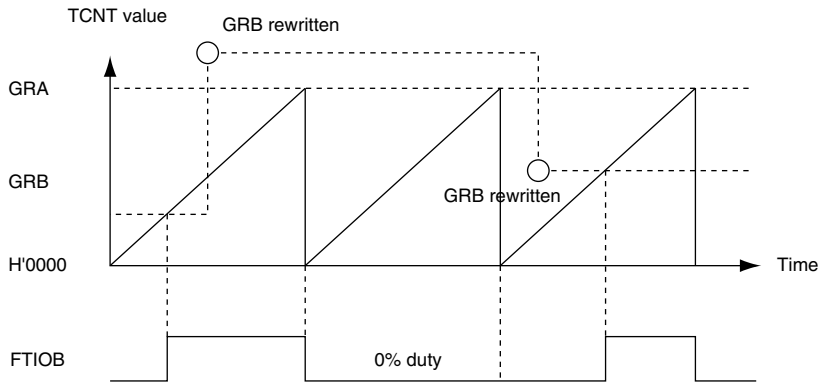 TCNT value
GRB rewritten
GRA
GRB
GRB rewritten
H'0000
Time
FTIOB
0% duty